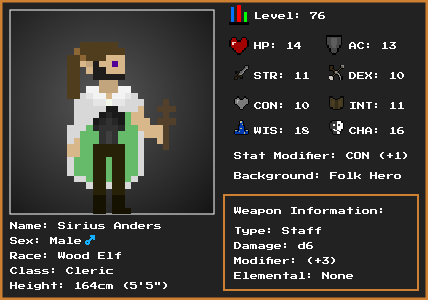 Level: 76
HP: 14 AC: 13
STR: 11 DEX: 10
CON: 10 INT: 11
WIS: 18 CHA: 16
Stat Modifier: CON (+1)
Background: Folk Hero
Name: Sirius Anders
Sex: Male♂
Race: Wood Elf
Class: Cleric
Height: 164cm (5'5")
Weapon Information:
Type: Staff
Damage: d6
Modifier: (+3)
Elemental: None